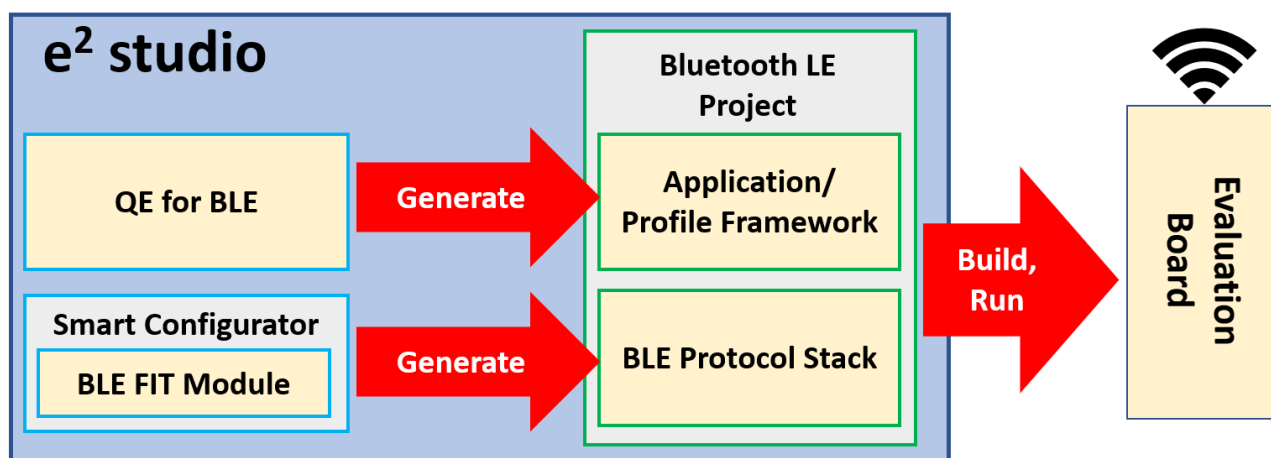 e² studio
QE for BLE
Generate
Smart Configurator
BLE FIT Module
Generate
Bluetooth LE
Project
Application/
Profile Framework
BLE Protocol Stack
Build,
Run
Evaluation
Board